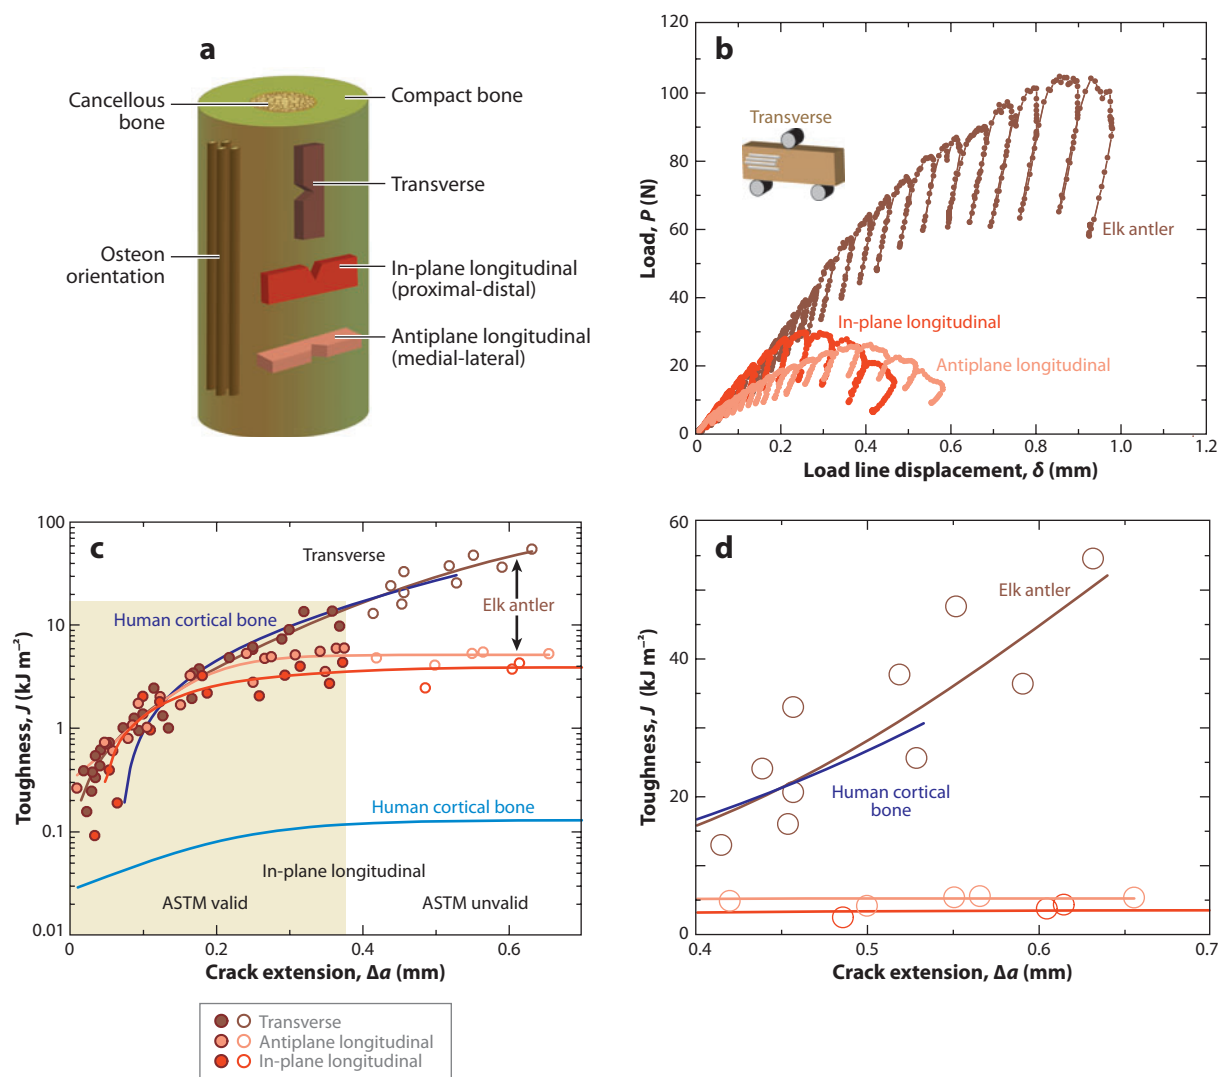 a
Cancellous
bone
Compact bone
Transverse
Osteon
orientation
In-plane longitudinal
(proximal-distal)
Antiplane longitudinal
(medial-lateral)
b
120
100
80
60
40
20
0
Load, P (N)
Transverse
Elk antler
In-plane longitudinal
Antiplane longitudinal
0
0.2
0.4
0.6
0.8
1.0
1.2
Load line displacement, δ (mm)
c
100
10
1
0.1
0.01
Toughness, J (kJ m⁻²)
Transverse
Human cortical bone
Elk antler
Human cortical bone
In-plane longitudinal
ASTM valid
ASTM unvalid
0
0.2
0.4
0.6
Crack extension, Δa (mm)
Transverse
Antiplane longitudinal
In-plane longitudinal
d
60
40
20
0
Toughness, J (kJ m⁻²)
Elk antler
Human cortical
bone
0.4
0.5
0.6
0.7
Crack extension, Δa (mm)